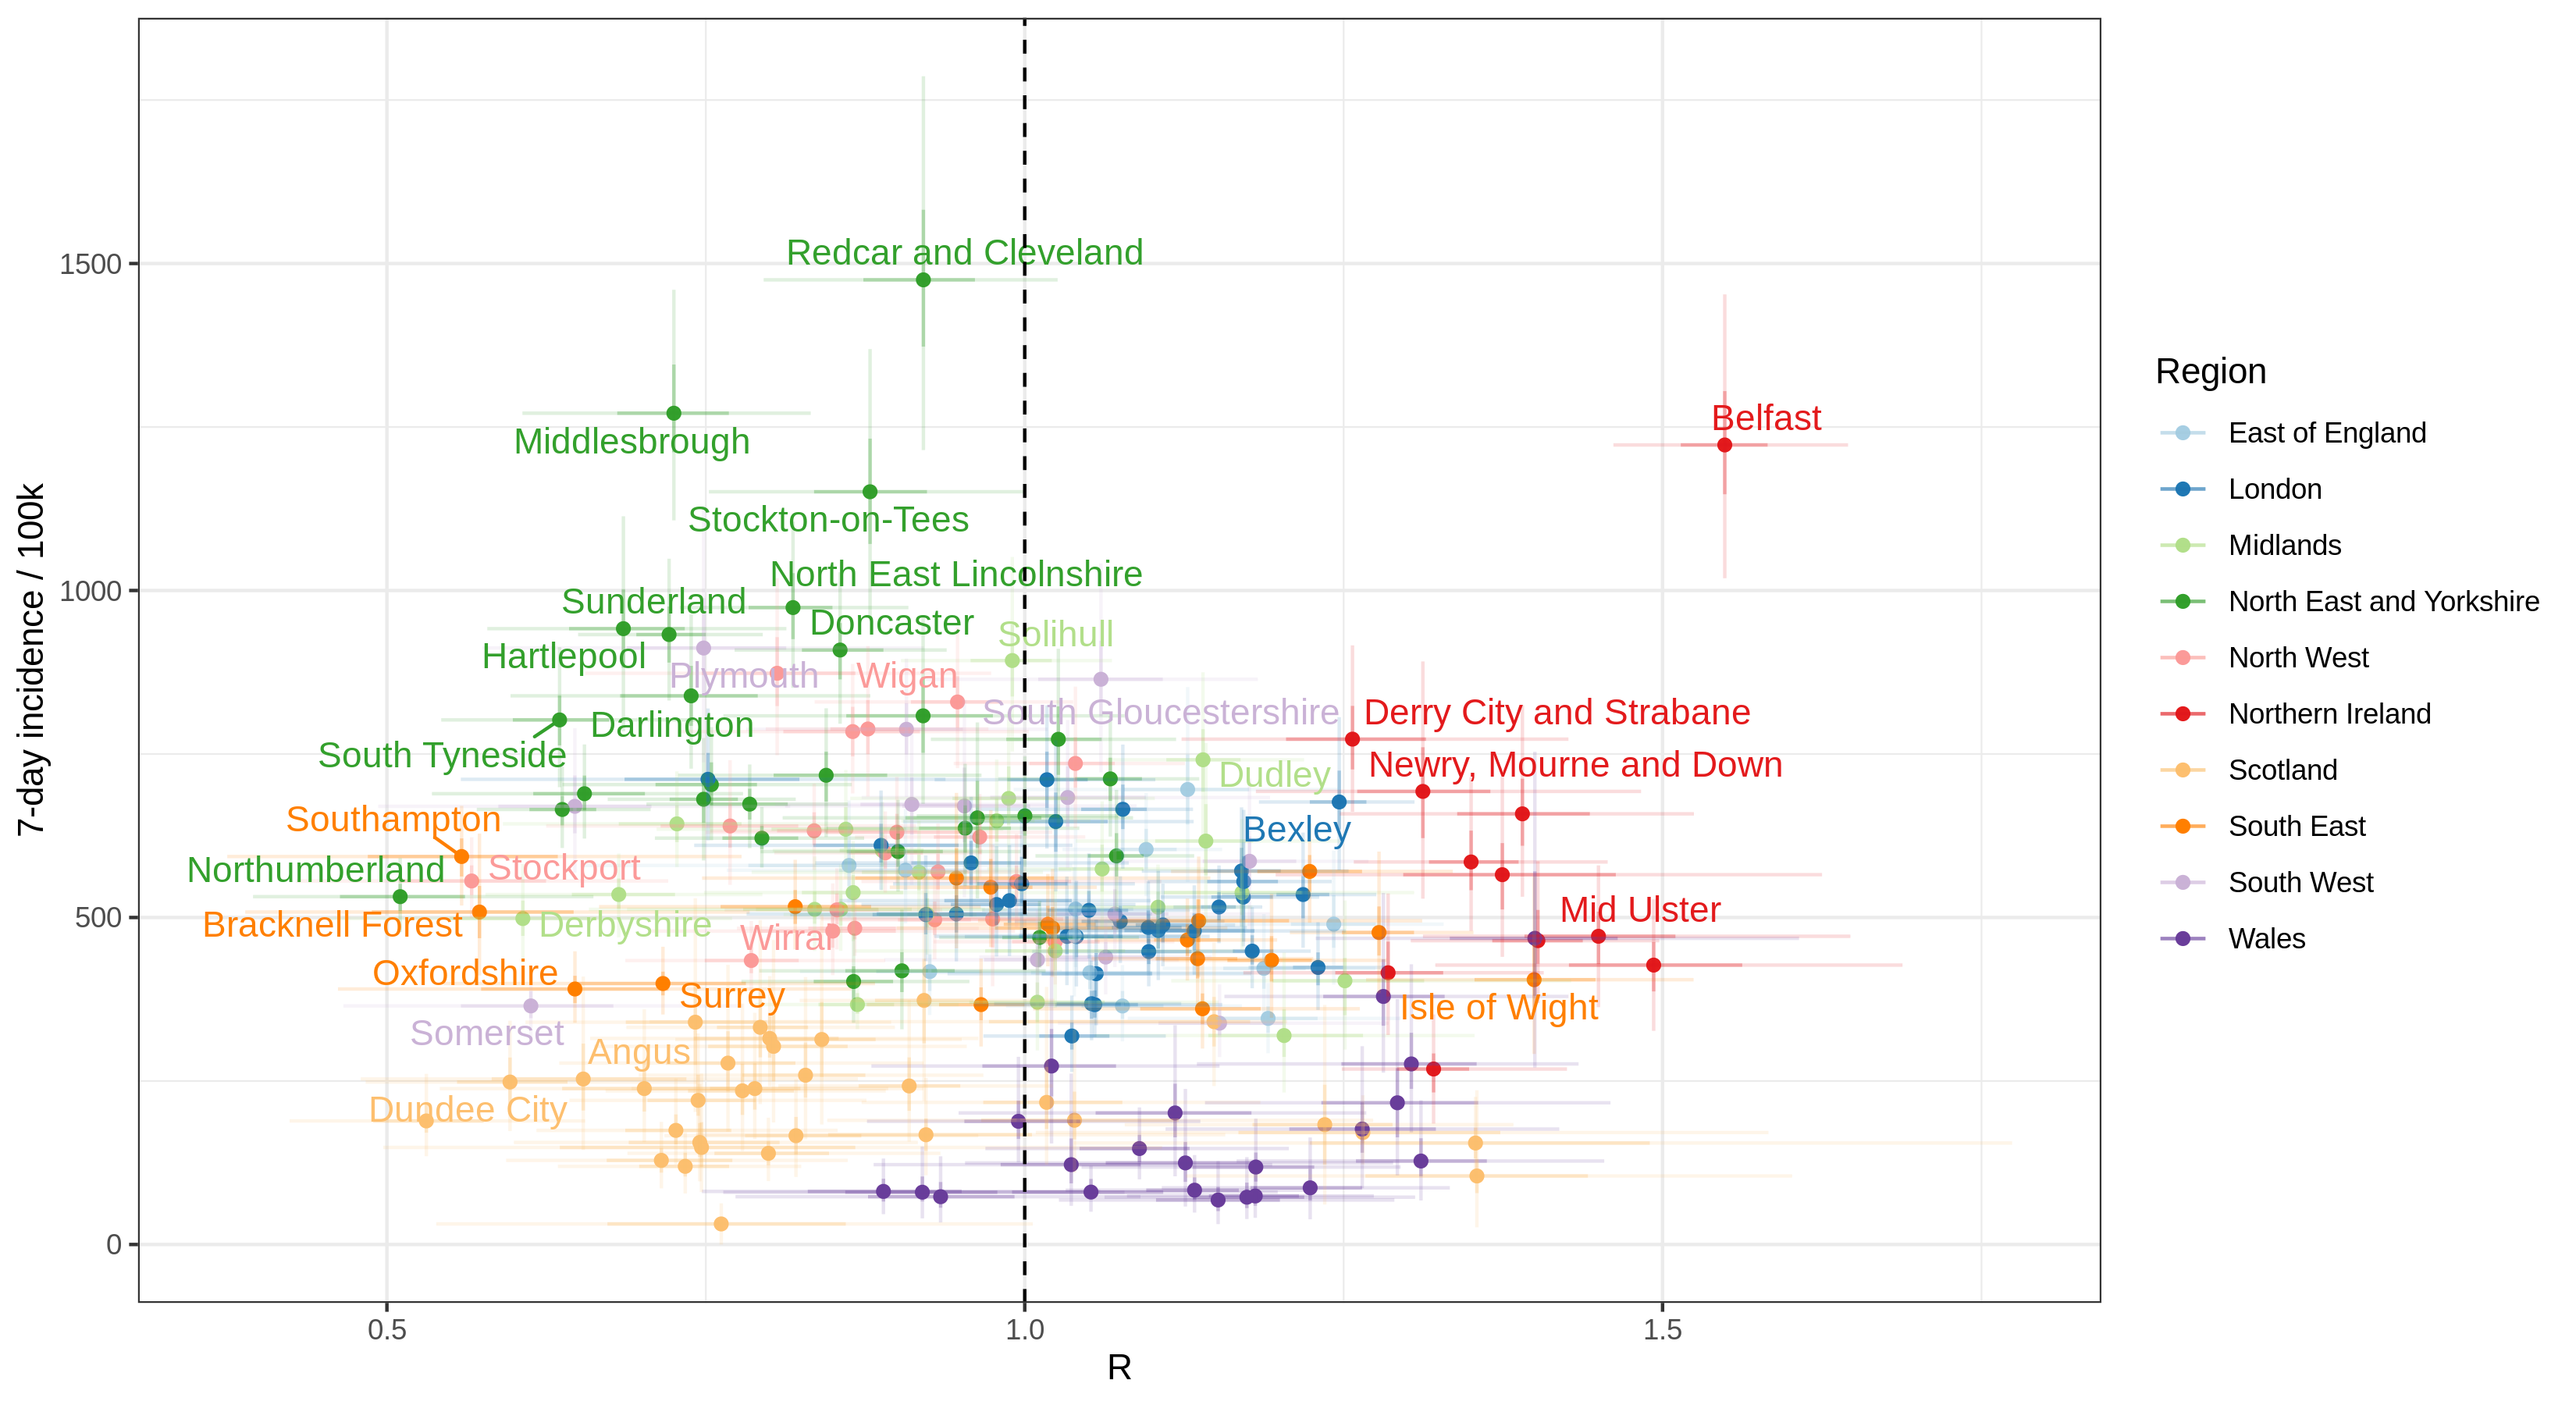 Redcar and Cleveland
Belfast
Middlesbrough
Stockton-on-Tees
North East Lincolnshire
Sunderland
Doncaster
Solihull
Hartlepool
Plymouth
Wigan
South Gloucestershire
Derry City and Strabane
Darlington
South Tyneside
Dudley
Newry, Mourne and Down
Southampton
Bexley
Northumberland
Stockport
Bracknell Forest
Derbyshire
Wirral
Mid Ulster
Oxfordshire
Surrey
Isle of Wight
Somerset
Angus
Dundee City
1500
1000
500
0
7-day incidence / 100k
0.5
1.0
1.5
R
Region
East of England
London
Midlands
North East and Yorkshire
North West
Northern Ireland
Scotland
South East
South West
Wales